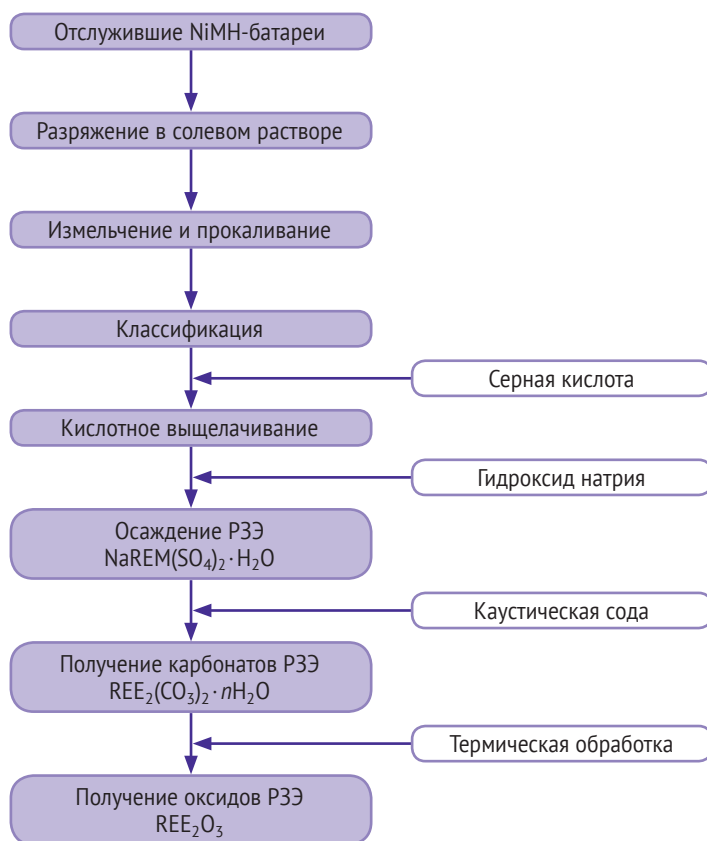 Отслужившие NiMH-батареи
Разряжение в солевом растворе
Измельчение и прокаливание
Классификация
Серная кислота
Кислотное выщелачивание
Гидроксид натрия
Осаждение РЗЭ
NaREM(SO₄)₂·H₂O
Каустическая сода
Получение карбонатов РЗЭ
REE₂(CO₃)₂·nH₂O
Термическая обработка
Получение оксидов РЗЭ
REE₂O₃